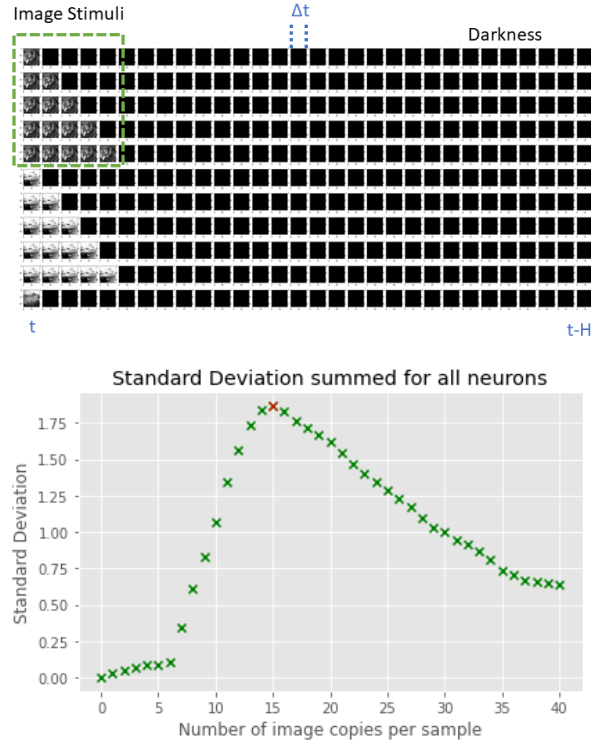 Image Stimuli
Δt
Darkness
t
t-H
Standard Deviation summed for all neurons
Standard Deviation
1.75
1.50
1.25
1.00
0.75
0.50
0.25
0.00
0 5 10 15 20 25 30 35 40
Number of image copies per sample